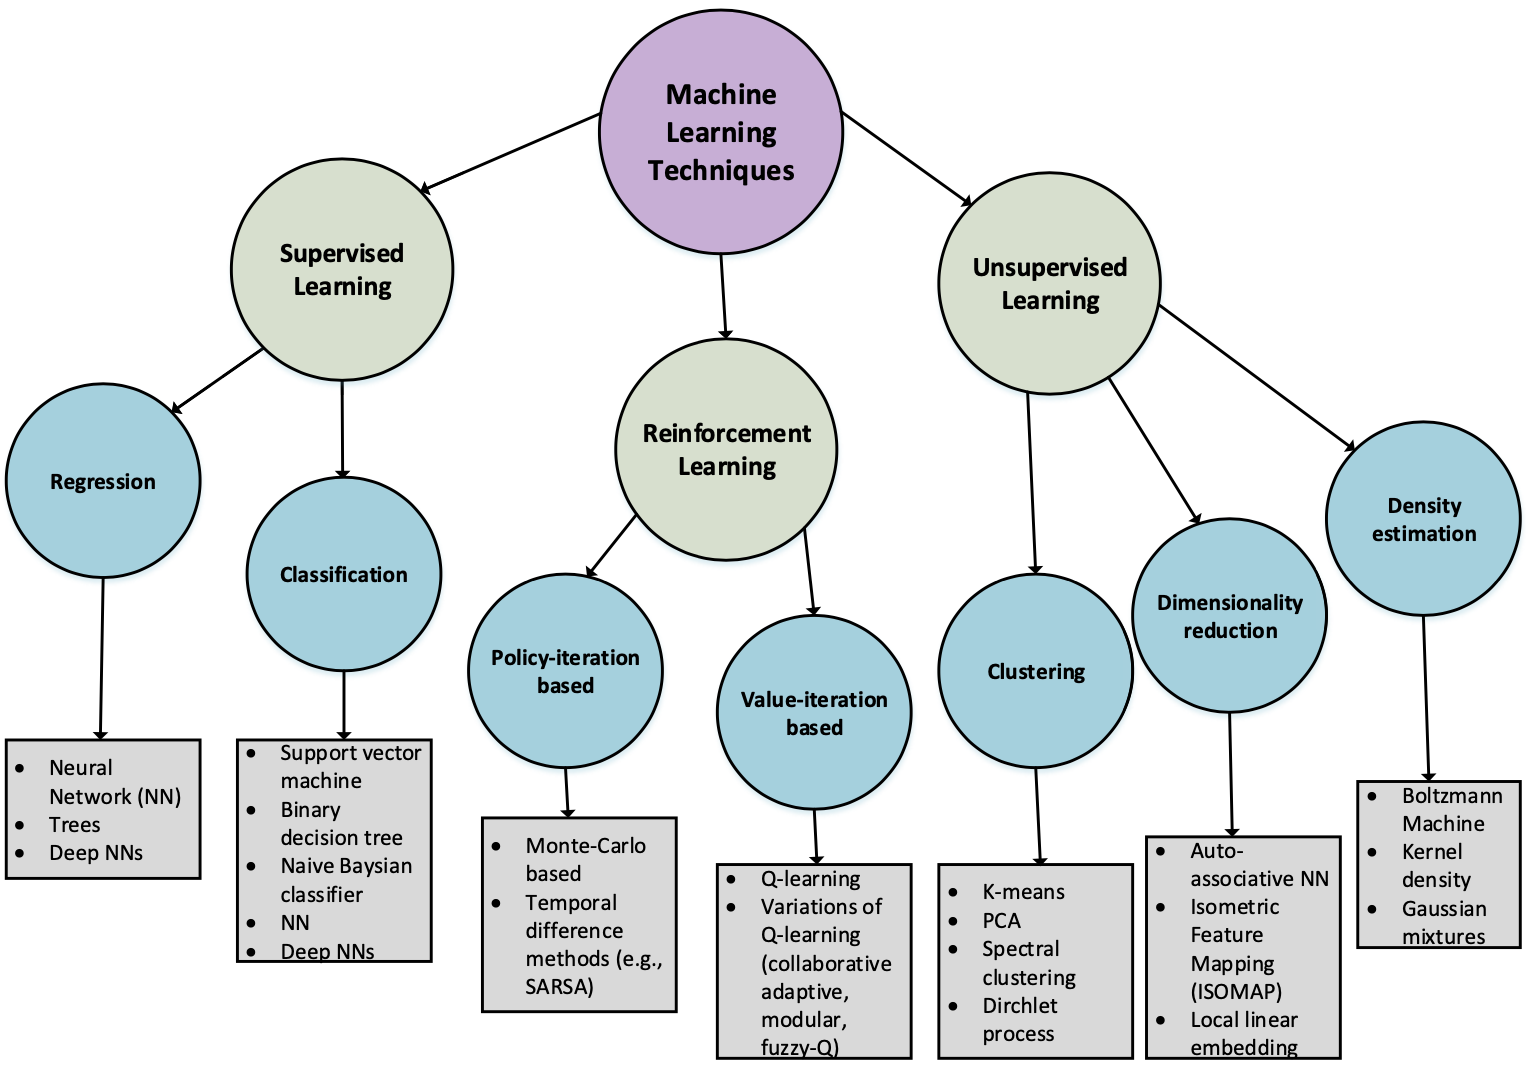 Machine
Learning
Techniques
Supervised
Learning
Unsupervised
Learning
Reinforcement
Learning
Regression
Classification
Policy-iteration
based
Value-iteration
based
Clustering
Dimensionality
reduction
Density
estimation
• Neural
Network (NN)
• Trees
• Deep NNs
• Support vector
machine
• Binary
decision tree
• Naive Baysian
classifier
• NN
• Deep NNs
• Monte-Carlo
based
• Temporal
difference
methods (e.g.,
SARSA)
• Q-learning
• Variations of
Q-learning
(collaborative
adaptive,
modular,
fuzzy-Q)
• K-means
• PCA
• Spectral
clustering
• Dirchlet
process
• Auto-
associative NN
• Isometric
Feature
Mapping
(ISOMAP)
• Local linear
embedding
• Boltzmann
Machine
• Kernel
density
• Gaussian
mixtures